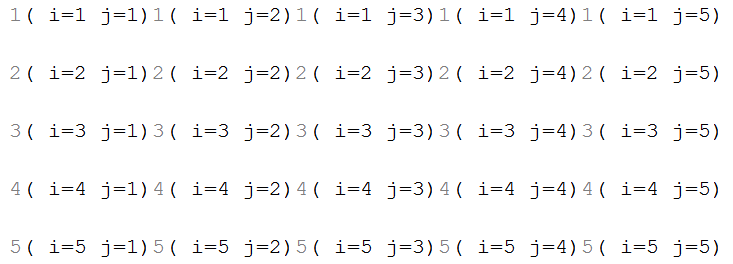 1( i=1 j=1)1( i=1 j=2)1( i=1 j=3)1( i=1 j=4)1( i=1 j=5)
2( i=2 j=1)2( i=2 j=2)2( i=2 j=3)2( i=2 j=4)2( i=2 j=5)
3( i=3 j=1)3( i=3 j=2)3( i=3 j=3)3( i=3 j=4)3( i=3 j=5)
4( i=4 j=1)4( i=4 j=2)4( i=4 j=3)4( i=4 j=4)4( i=4 j=5)
5( i=5 j=1)5( i=5 j=2)5( i=5 j=3)5( i=5 j=4)5( i=5 j=5)